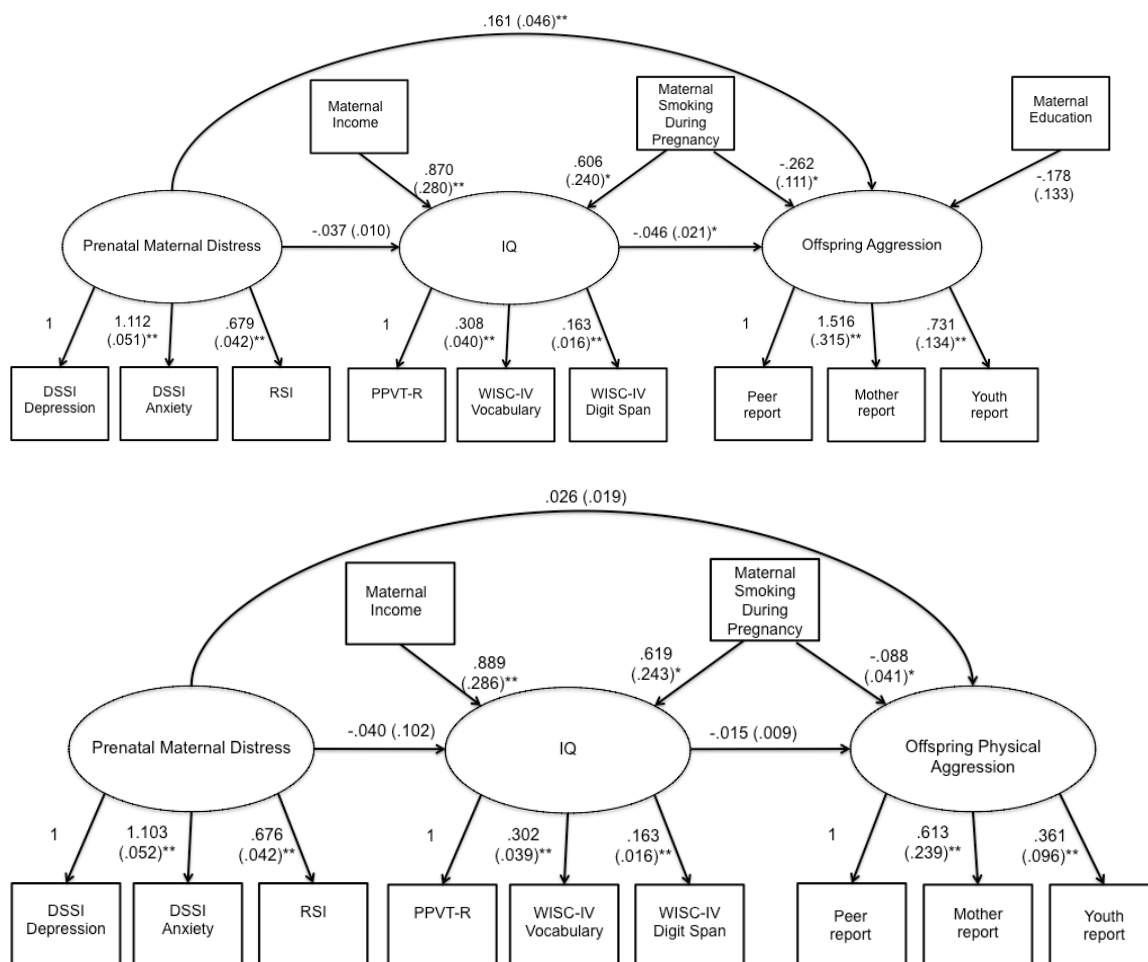 .161 (.046)**
Maternal
Income
Maternal
Smoking
During
Pregnancy
Maternal
Education
.870
(.280)**
.606
(.240)*
-.262
(.111)*
-.178
(.133)
Prenatal Maternal Distress
-.037 (.010)
IQ
-.046 (.021)*
Offspring Aggression
1
1.112
(.051)**
.679
(.042)**
1
.308
(.040)**
.163
(.016)**
1
1.516
(.315)**
.731
(.134)**
DSSI
Depression
DSSI
Anxiety
RSI
PPVT-R
WISC-IV
Vocabulary
WISC-IV
Digit Span
Peer
report
Mother
report
Youth
report
.026 (.019)
Maternal
Income
Maternal
Smoking
During
Pregnancy
.889
(.286)**
.619
(.243)*
-.088
(.041)*
Prenatal Maternal Distress
-.040 (.102)
IQ
-.015 (.009)
Offspring Physical
Aggression
1
1.103
(.052)**
.676
(.042)**
1
.302
(.039)**
.163
(.016)**
1
.613
(.239)**
.361
(.096)**
DSSI
Depression
DSSI
Anxiety
RSI
PPVT-R
WISC-IV
Vocabulary
WISC-IV
Digit Span
Peer
report
Mother
report
Youth
report